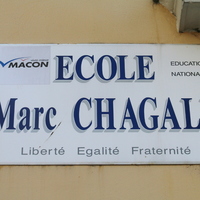 MACON
ECOLE
EDUCATION
NATIONAL
Marc CHAGAL
Liberté Egalité Fraternité